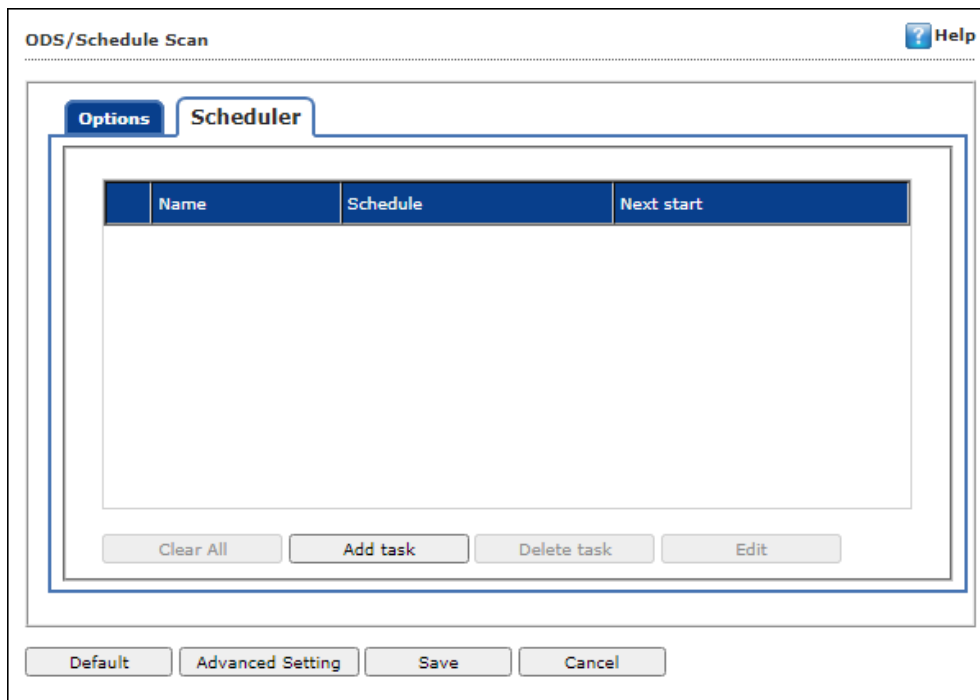 ODS/Schedule Scan
? Help
Options Scheduler
Name Schedule Next start
Clear All Add task Delete task Edit
Default Advanced Setting Save Cancel